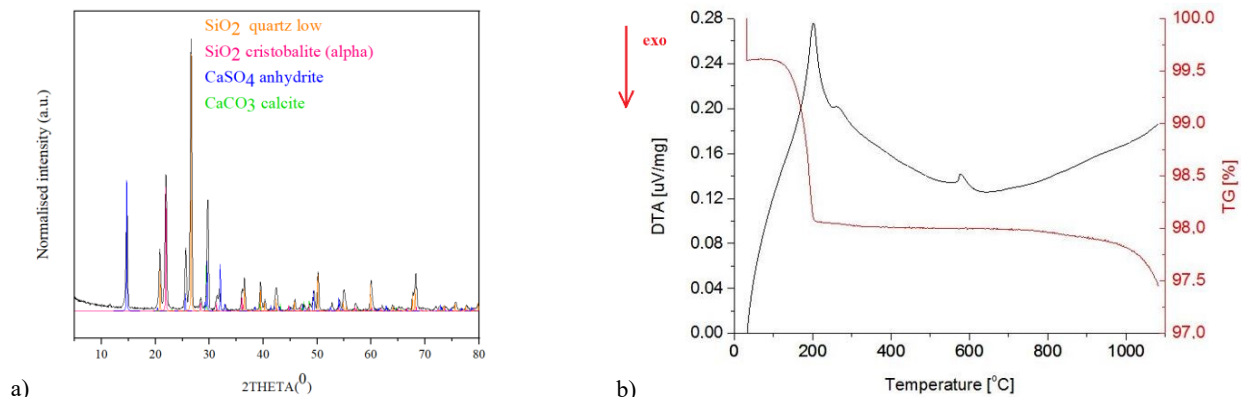 SiO2 quartz low
SiO2 cristobalite (alpha)
CaSO4 anhydrite
CaCO3 calcite
Normalised intensity (a.u.)
10 20 30 40 50 60 70 80
2THETA(0)
a)
exo
0.28
0.24
0.20
0.16
0.12
0.08
0.04
0.00
DTA [uV/mg]
100.0
99.5
99.0
98.5
98.0
97.5
97.0
TG [%]
0 200 400 600 800 1000
Temperature [°C]
b)